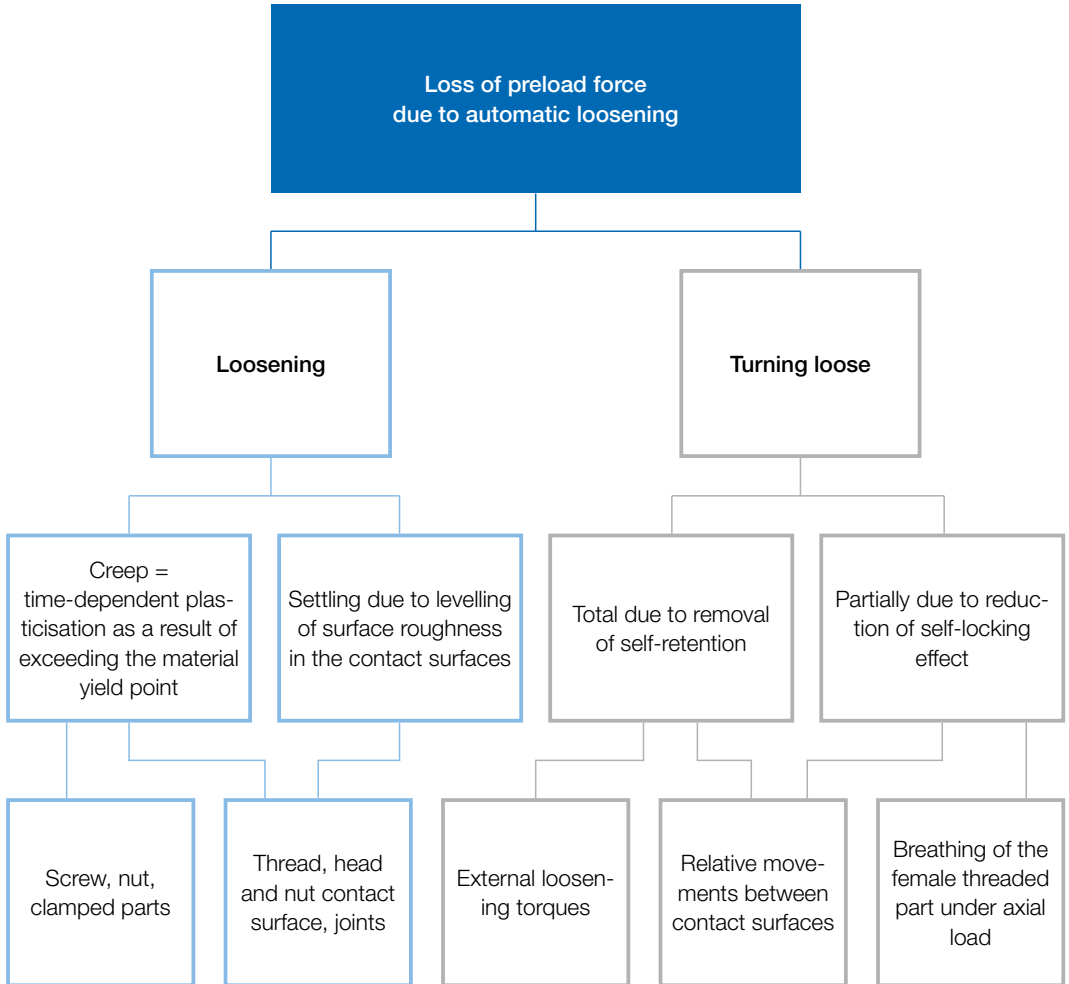 Loss of preload force
due to automatic loosening
Loosening
Turning loose
Creep =
time-dependent plas-
ticisation as a result of
exceeding the material
yield point
Settling due to levelling
of surface roughness
in the contact surfaces
Total due to removal
of self-retention
Partially due to reduc-
tion of self-locking
effect
Screw, nut,
clamped parts
Thread, head
and nut contact
surface, joints
External loosen-
ing torques
Relative move-
ments between
contact surfaces
Breathing of the
female threaded
part under axial
load